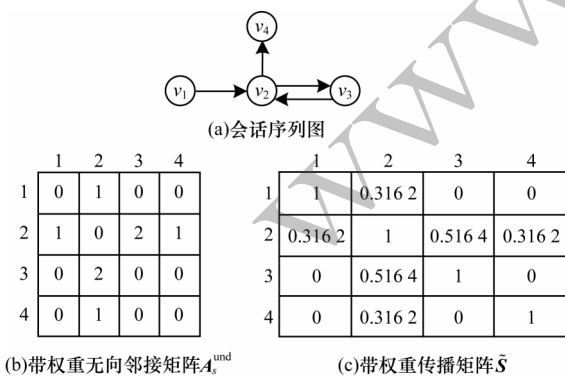 v4
v1 v2 v3
(a)会话序列图
1 2 3 4
1 0 1 0 0
2 1 0 2 1
3 0 2 0 0
4 0 1 0 0
(b)带权重无向邻接矩阵A_s^und
1 2 3 4
1 1 0.316 2 0 0
2 0.316 2 1 0.516 4 0.316 2
3 0 0.516 4 1 0
4 0 0.316 2 0 1
(c)带权重传播矩阵S̃
WWW